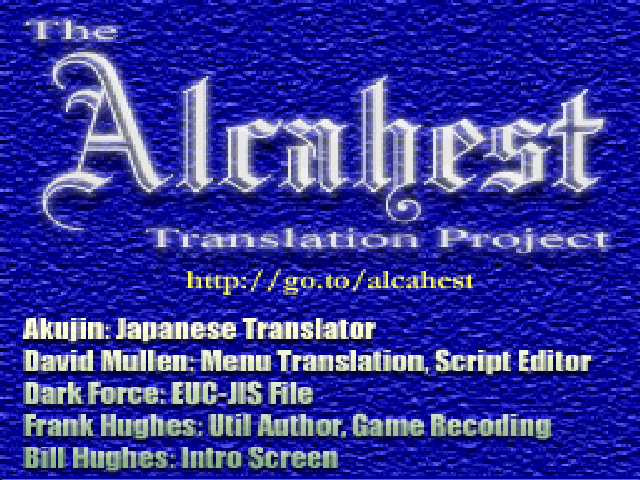 The
Alcahest
Translation Project
http://go.to/alcahest
Akujin: Japanese Translator
David Mullen: Menu Translation, Script Editor
Dark Force: EUC-JIS File
Frank Hughes: Util Author, Game Recoding
Bill Hughes: Intro Screen